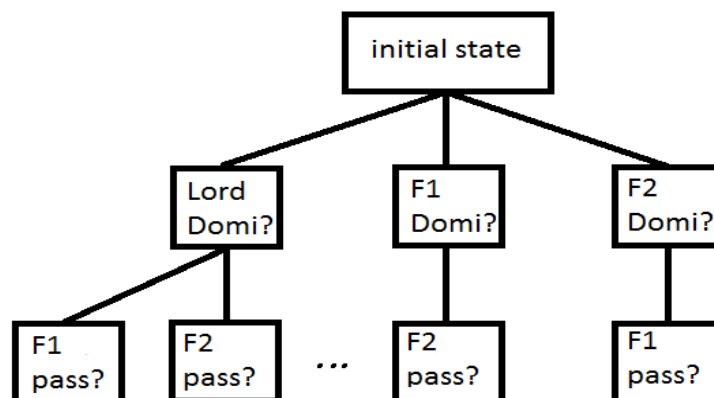 initial state
Lord
Domi?
F1
Domi?
F2
Domi?
F1
pass?
F2
pass?
...
F2
pass?
F1
pass?